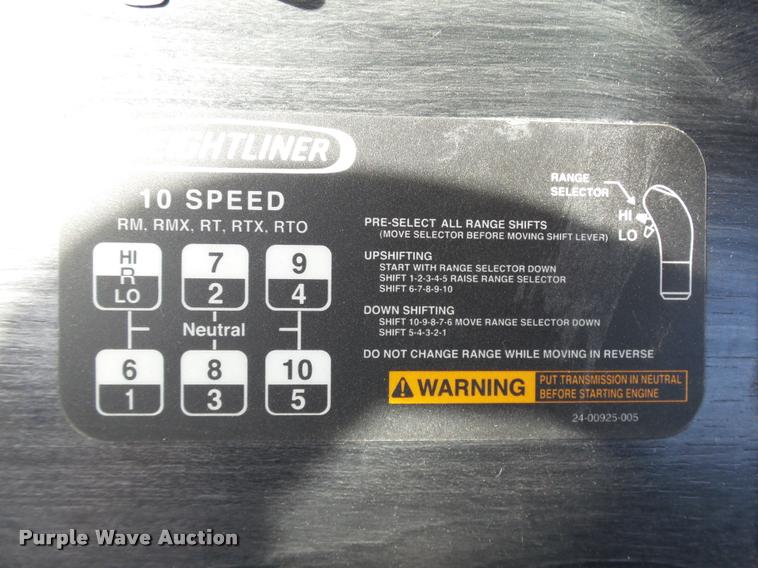 10 SPEED
RM, RMX, RT, RTX, RTO
HI
R
LO
7
2
9
4
Neutral
6
1
8
3
10
5
RANGE
SELECTOR
HI
LO
PRE-SELECT ALL RANGE SHIFTS
(MOVE SELECTOR BEFORE MOVING SHIFT LEVER)
UPSHIFTING
START WITH RANGE SELECTOR DOWN
SHIFT 1-2-3-4-5 RAISE RANGE SELECTOR
SHIFT 6-7-8-9-10
DOWN SHIFTING
SHIFT 10-9-8-7-6 MOVE RANGE SELECTOR DOWN
SHIFT 5-4-3-2-1
DO NOT CHANGE RANGE WHILE MOVING IN REVERSE
WARNING
PUT TRANSMISSION IN NEUTRAL
BEFORE STARTING ENGINE
24-00925-005
Purple Wave Auction